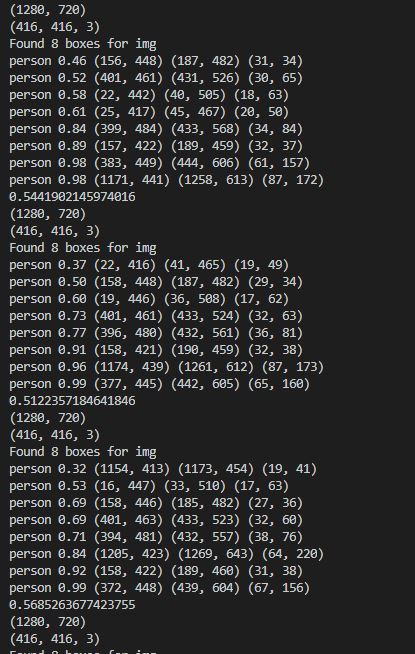 (1280, 720)
(416, 416, 3)
Found 8 boxes for img
person 0.46 (156, 448) (187, 482) (31, 34)
person 0.52 (401, 461) (431, 526) (30, 65)
person 0.58 (22, 442) (40, 505) (18, 63)
person 0.61 (25, 417) (45, 467) (20, 50)
person 0.84 (399, 484) (433, 568) (34, 84)
person 0.89 (157, 422) (189, 459) (32, 37)
person 0.98 (383, 449) (444, 606) (61, 157)
person 0.98 (1171, 441) (1258, 613) (87, 172)
0.5441902145974016
(1280, 720)
(416, 416, 3)
Found 8 boxes for img
person 0.37 (22, 416) (41, 465) (19, 49)
person 0.50 (158, 448) (187, 482) (29, 34)
person 0.60 (19, 446) (36, 508) (17, 62)
person 0.73 (401, 461) (433, 524) (32, 63)
person 0.77 (396, 480) (432, 561) (36, 81)
person 0.91 (158, 421) (190, 459) (32, 38)
person 0.96 (1174, 439) (1261, 612) (87, 173)
person 0.99 (377, 445) (442, 605) (65, 160)
0.5122357184641846
(1280, 720)
(416, 416, 3)
Found 8 boxes for img
person 0.32 (1154, 413) (1173, 454) (19, 41)
person 0.53 (16, 447) (33, 510) (17, 63)
person 0.69 (158, 446) (185, 482) (27, 36)
person 0.69 (401, 463) (433, 523) (32, 60)
person 0.71 (394, 481) (432, 557) (38, 76)
person 0.84 (1205, 423) (1269, 643) (64, 220)
person 0.92 (158, 422) (189, 460) (31, 38)
person 0.99 (372, 448) (439, 604) (67, 156)
0.5685263677423755
(1280, 720)
(416, 416, 3)